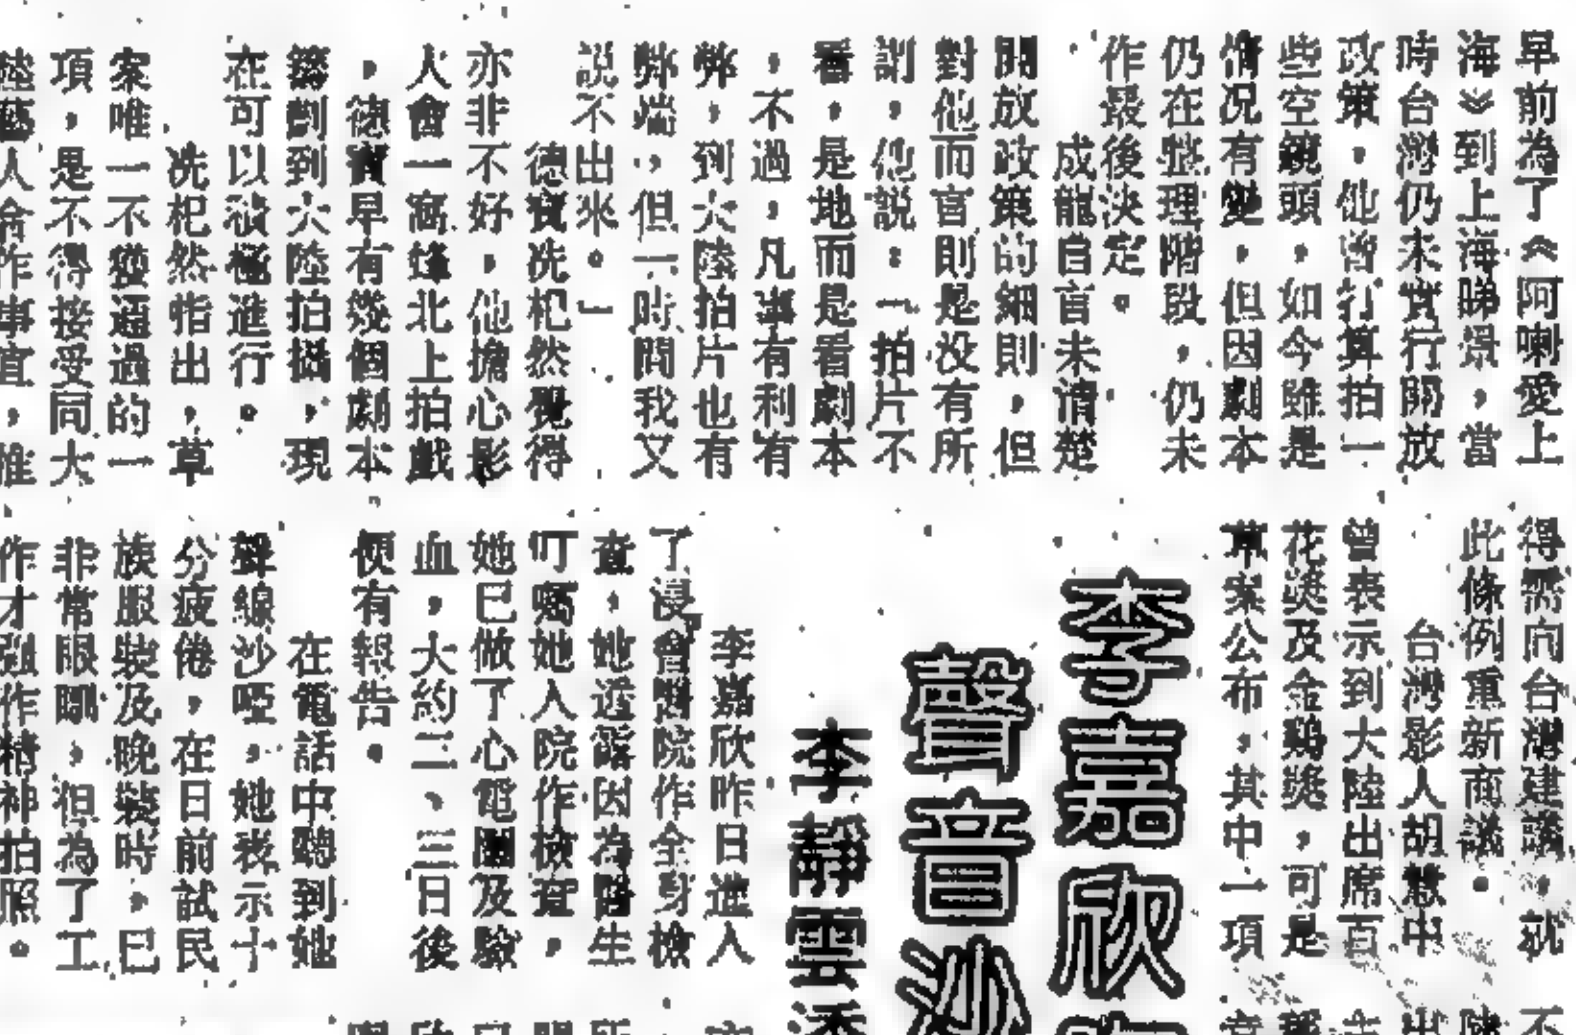 早前為了《阿喇愛上
海》到上海睇景，當
時台灣仍未實行開放
政策，他皆打算拍一
些空鏡頭，如今雖是
情況有變，但因劇本
仍在整理階段，仍未
作最後決定。
成龍自言未清楚
開放政策的細則，但
對他而言則是沒有所
謂，他說：「拍片不
看，是地而是看劇本
，不過，凡事有利有
弊，到大陸拍片也有
弊端，但一時間我又
說不出來。」
德寶冼杞然覺得
亦非不好，他擔心影
人會一窩蜂北上拍戲
，德寶早有幾個劇本
籌劃到大陸拍攝，現
在可以積極進行。
冼杞然指出，草
案唯一不獲通過的一
項，是不得接受同大
陸藝人合作事宜，惟
得需向台灣建議，就
此條例重新商議。
台灣影人胡慧中
曾表示到大陸出席百
花獎及金雞獎，可是
草案公布，其中一項
李嘉欣
聲音沙
李靜雲透
李嘉欣昨日進入
了浸會醫院作全身檢
查，她透露因為醫生
叮囑她入院作檢查，
她已做了心電圖及驗
血，大約二、三日後
便有報告。
在電話中聽到她
聲線沙啞，她表示十
分疲倦，在日前試民
族服裝及晚裝時，已
非常眼瞓，但為了工
作才強作精神拍照。